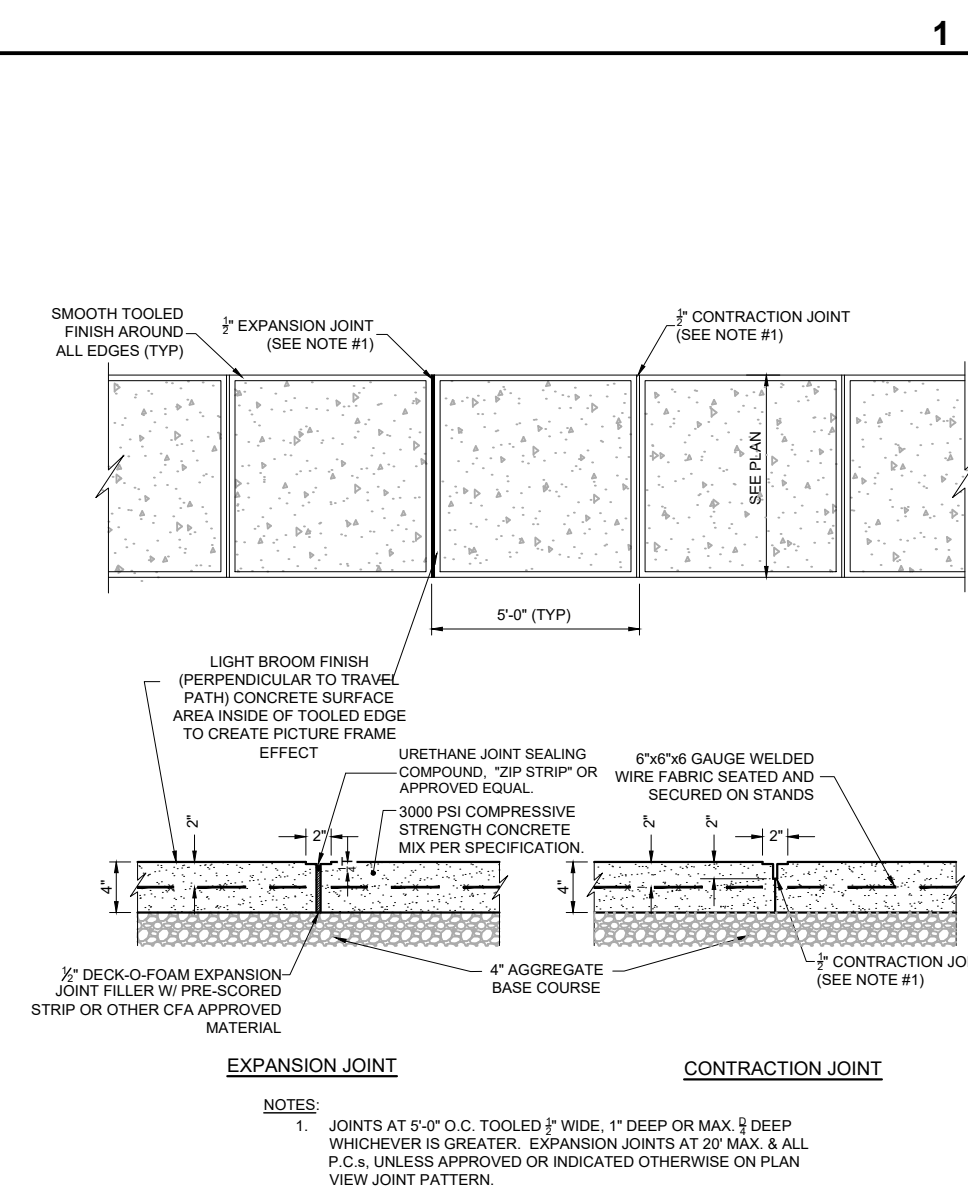 1
SMOOTH TOOLED
FINISH AROUND
ALL EDGES (TYP)
½" EXPANSION JOINT
(SEE NOTE #1)
½" CONTRACTION JOINT
(SEE NOTE #1)
SEE PLAN
5'-0" (TYP)
LIGHT BROOM FINISH
(PERPENDICULAR TO TRAVEL
PATH) CONCRETE SURFACE
AREA INSIDE OF TOOLED EDGE
TO CREATE PICTURE FRAME
EFFECT
URETHANE JOINT SEALING
COMPOUND, "ZIP STRIP" OR
APPROVED EQUAL.
3000 PSI COMPRESSIVE
STRENGTH CONCRETE
MIX PER SPECIFICATION.
6"x6"x6 GAUGE WELDED
WIRE FABRIC SEATED AND
SECURED ON STANDS
2"
2"
4"
2"
2"
2"
4"
½" DECK-O-FOAM EXPANSION
JOINT FILLER W/ PRE-SCORED
STRIP OR OTHER CFA APPROVED
MATERIAL
4" AGGREGATE
BASE COURSE
½" CONTRACTION JOI
(SEE NOTE #1)
EXPANSION JOINT
CONTRACTION JOINT
NOTES:
1. JOINTS AT 5'-0" O.C. TOOLED ½" WIDE, 1" DEEP OR MAX. D/4 DEEP
WHICHEVER IS GREATER. EXPANSION JOINTS AT 20' MAX. & ALL
P.C.s, UNLESS APPROVED OR INDICATED OTHERWISE ON PLAN
VIEW JOINT PATTERN.